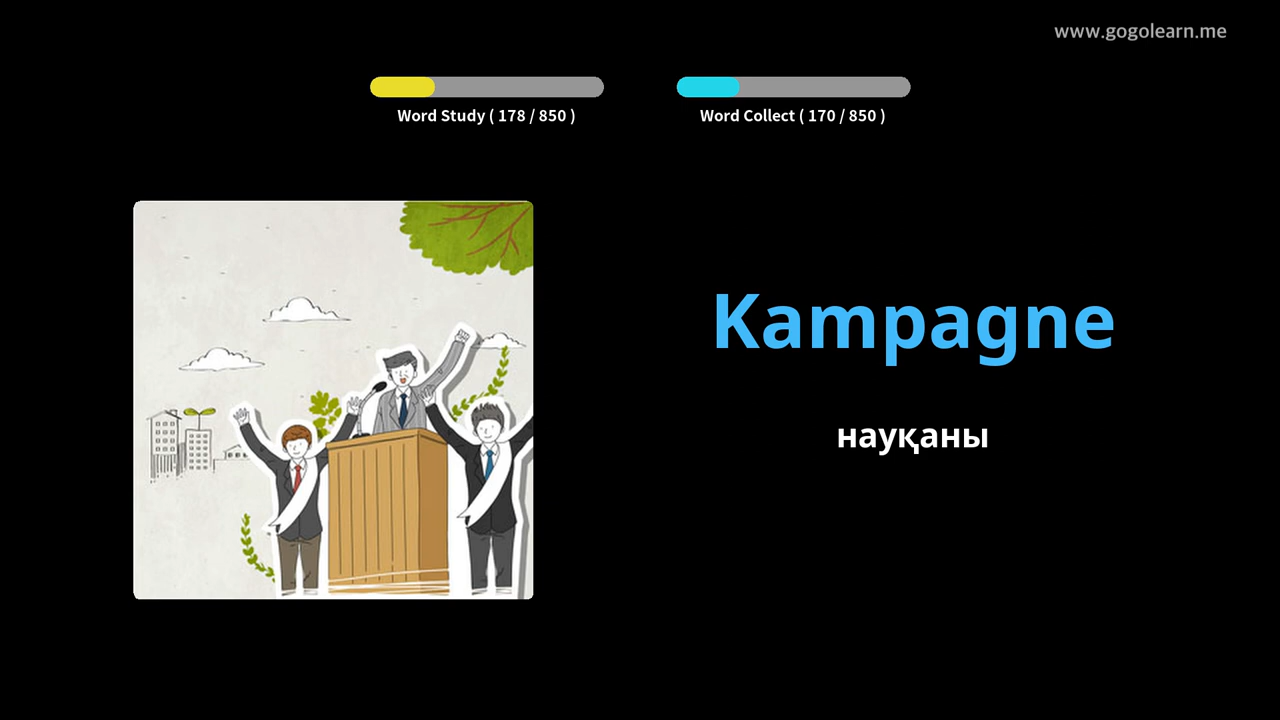 www.gogolearn.me
Word Study ( 178 / 850 )
Word Collect ( 170 / 850 )
Kampagne
науқаны